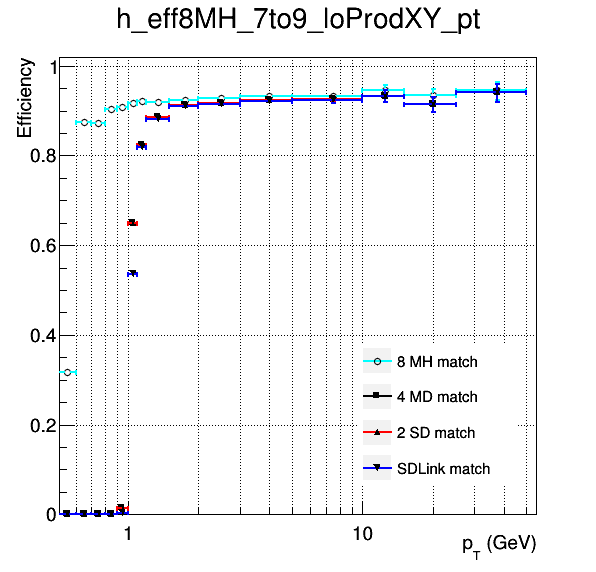 h_eff8MH_7to9_loProdXY_pt
Efficiency
1
0.8
0.6
0.4
0.2
0
8 MH match
4 MD match
2 SD match
SDLink match
1
10
p_T (GeV)